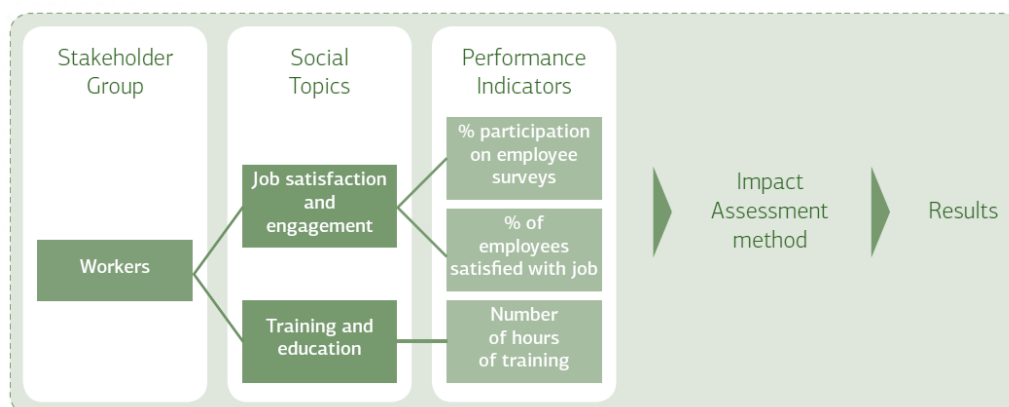 Stakeholder
Group
Social
Topics
Performance
Indicators
Workers
Job satisfaction
and
engagement
Training and
education
% participation
on employee
surveys
% of
employees
satisfied with job
Number
of hours
of training
Impact
Assessment
method
Results